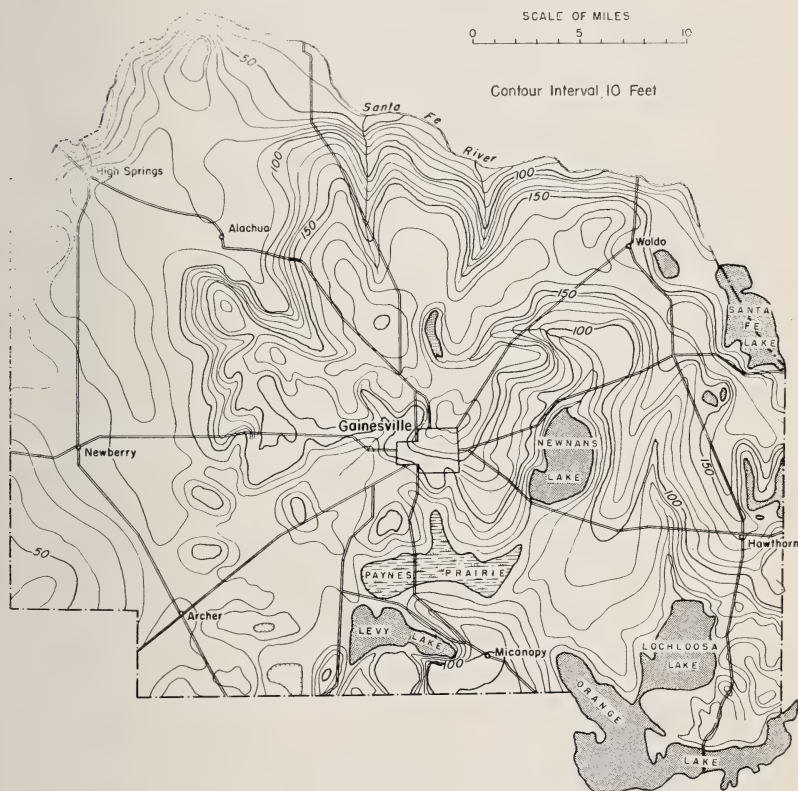 SCALE OF MILES
0 5 10
Contour Interval 10 Feet
50
Santa Fe River
100
100
150
High Springs
150
Alachua
Waldo
150
SANTA FE LAKE
100
Gainesville
Newberry
NEWNANS LAKE
150
100
50
Hawthorn
PAYNES PRAIRIE
Archer
LEVY LAKE
LOCHLOOSA LAKE
Micanopy
100
ORANGE LAKE